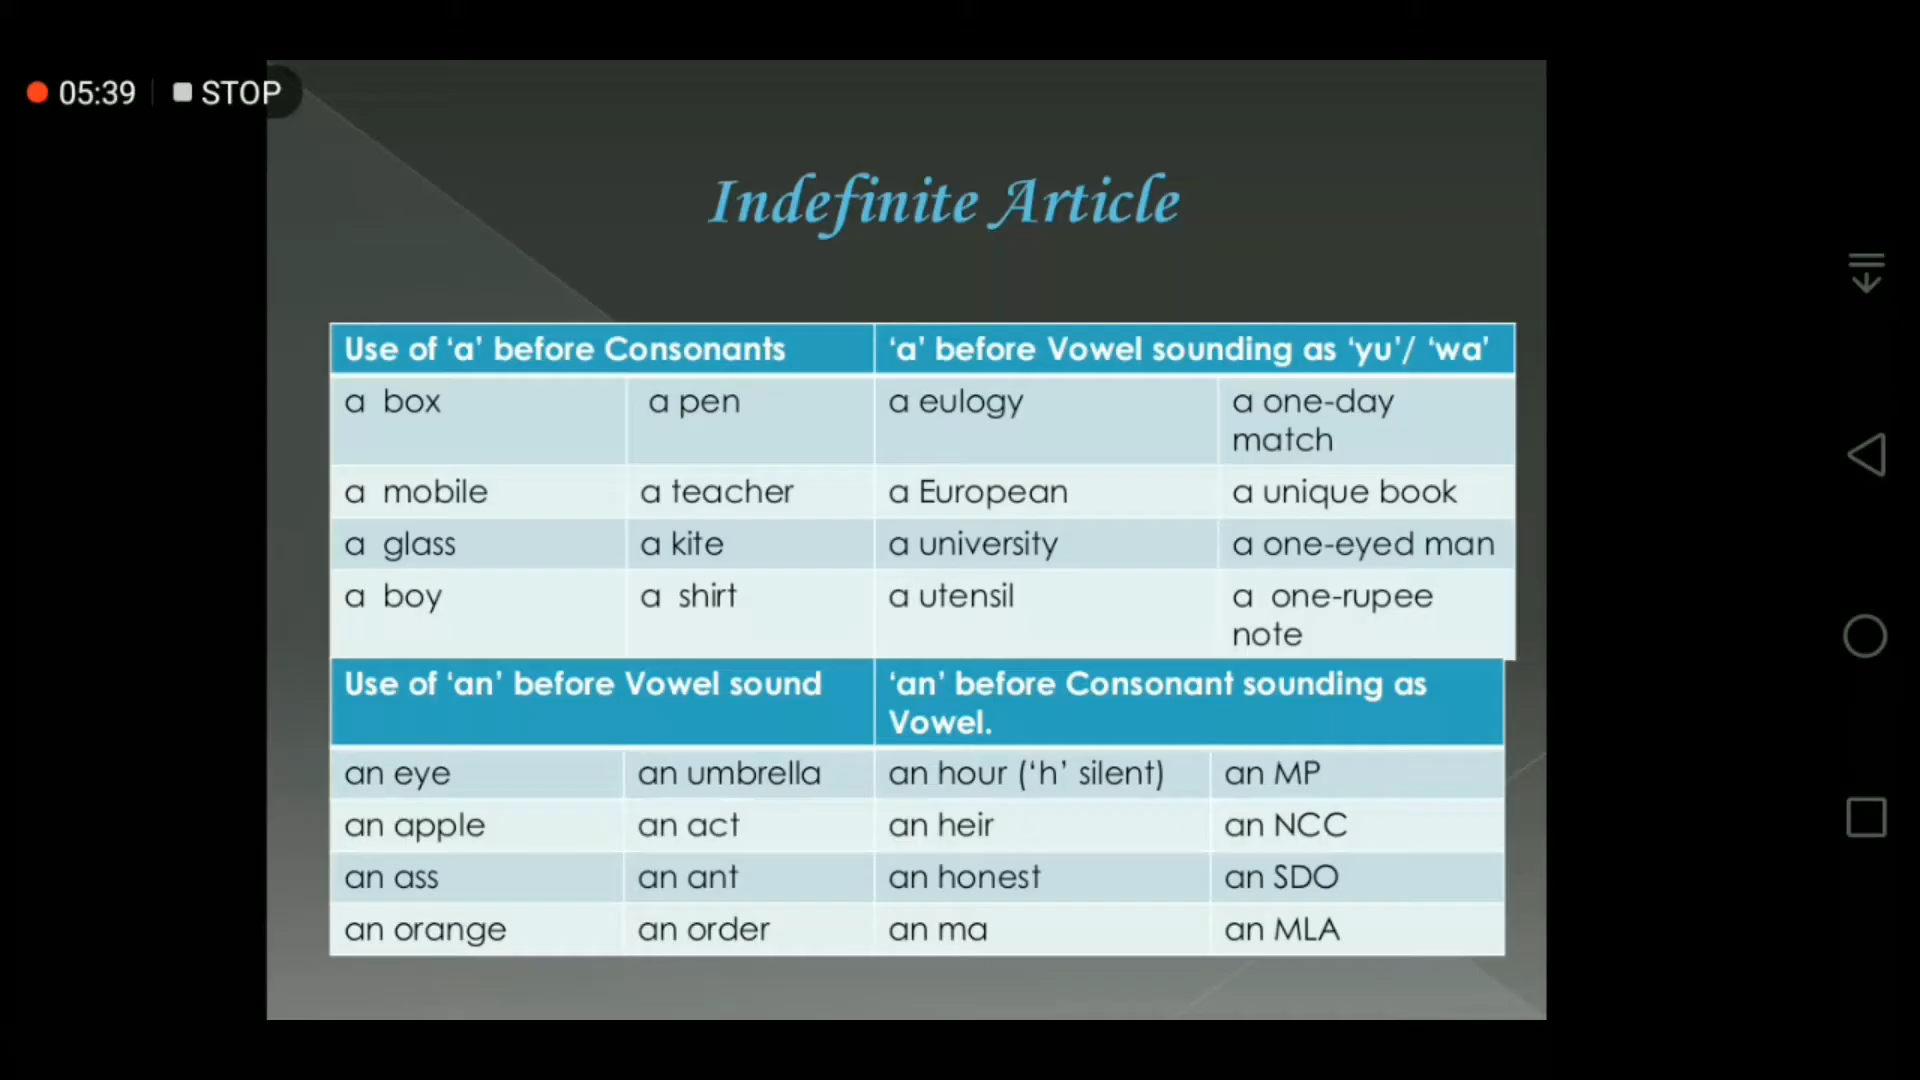 05:39 STOP
Indefinite Article
Use of ‘a’ before Consonants ‘a’ before Vowel sounding as ‘yu’/ ‘wa’
a box a pen a eulogy a one-day
match
a mobile a teacher a European a unique book
a glass a kite a university a one-eyed man
a boy a shirt a utensil a one-rupee
note
Use of ‘an’ before Vowel sound ‘an’ before Consonant sounding as
Vowel.
an eye an umbrella an hour (‘h’ silent) an MP
an apple an act an heir an NCC
an ass an ant an honest an SDO
an orange an order an ma an MLA